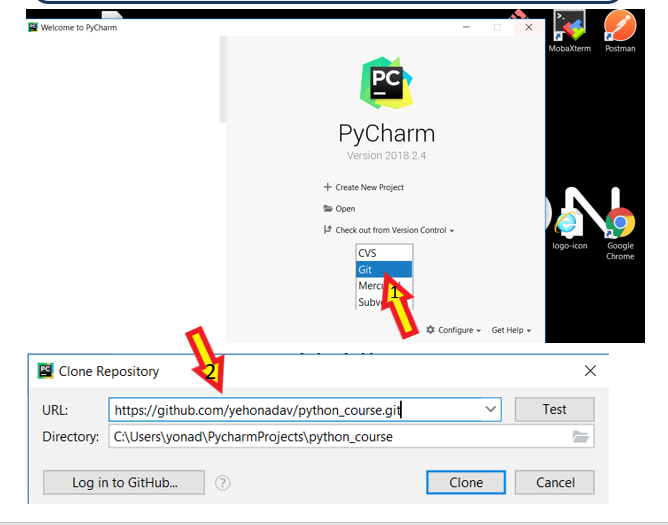 Welcome to PyCharm
MobaXterm
Postman
PC
PyCharm
Version 2018.2.4
Create New Project
Open
Check out from Version Control
CVS
Git
1
logo-icon
Google
Chrome
Configure
Get Help
2
PC
Clone Repository
URL:
https://github.com/yehonadav/python_course.git
Test
Directory:
C:\Users\yonad\PycharmProjects\python_course
Log in to GitHub...
?
Clone
Cancel